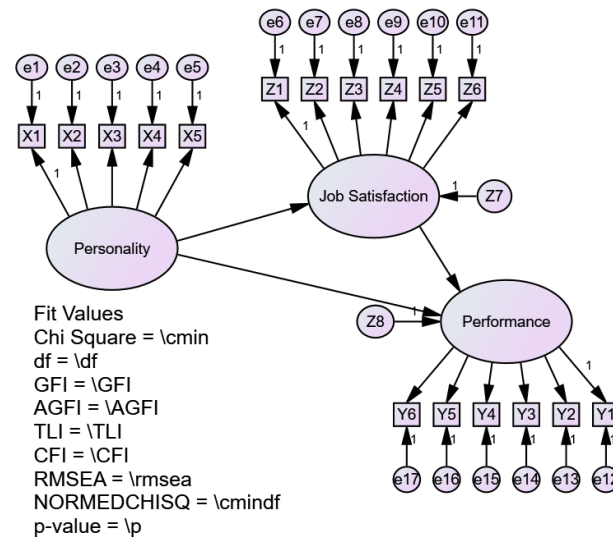 e6 e7 e8 e9 e10 e11
1 1 1 1 1 1
Z1 Z2 Z3 Z4 Z5 Z6
e1 e2 e3 e4 e5
1 1 1 1 1
X1 X2 X3 X4 X5
1
1
Job Satisfaction
1
Z7
Personality
Z8
1
Performance
1
Y6 Y5 Y4 Y3 Y2 Y1
1 1 1 1 1 1
e17 e16 e15 e14 e13 e12
Fit Values
Chi Square = \cmin
df = \df
GFI = \GFI
AGFI = \AGFI
TLI = \TLI
CFI = \CFI
RMSEA = \rmsea
NORMEDCHISQ = \cmindf
p-value = \p